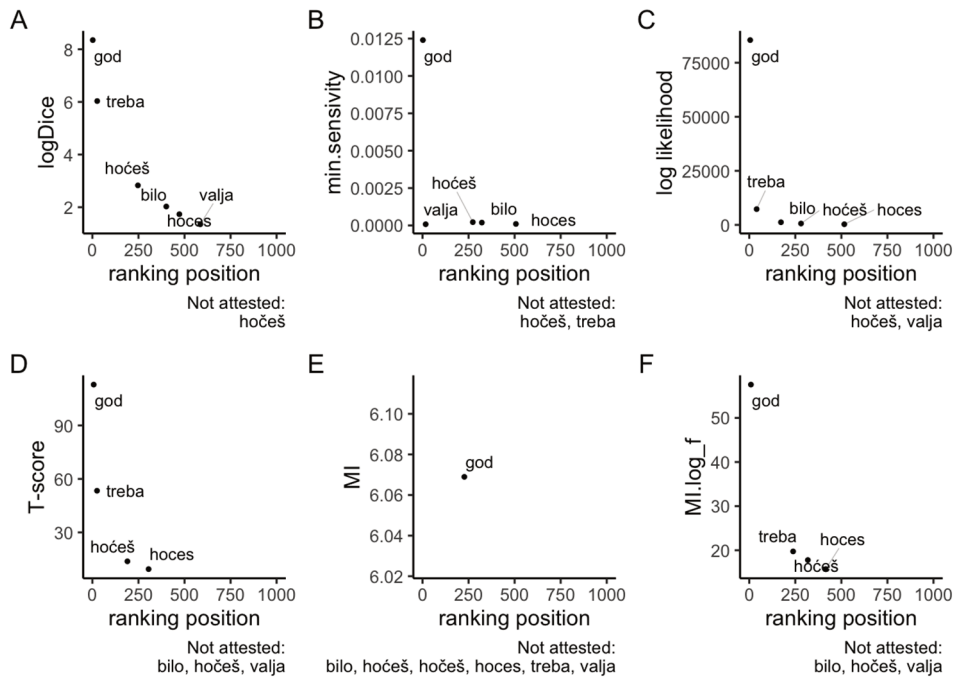 A
logDice
8
6
4
2
god
treba
hoćeš
bilo
valja
hoces
0 250 500 750 1000
ranking position
Not attested:
hočeš
B
min.sensivity
0.0125
0.0100
0.0075
0.0050
0.0025
0.0000
god
hoćeš
valja
bilo
hoces
0 250 500 750 1000
ranking position
Not attested:
hočeš, treba
C
log likelihood
75000
50000
25000
0
god
treba
bilo
hoćeš
hoces
0 250 500 750 1000
ranking position
Not attested:
hočeš, valja
D
T-score
90
60
30
god
treba
hoćeš
hoces
0 250 500 750 1000
ranking position
Not attested:
bilo, hočeš, valja
E
MI
6.10
6.08
6.06
6.04
6.02
god
0 250 500 750 1000
ranking position
Not attested:
bilo, hoćeš, hočeš, hoces, treba, valja
F
MI.log_f
50
40
30
20
god
treba
hoces
hoćeš
0 250 500 750 1000
ranking position
Not attested:
bilo, hočeš, valja